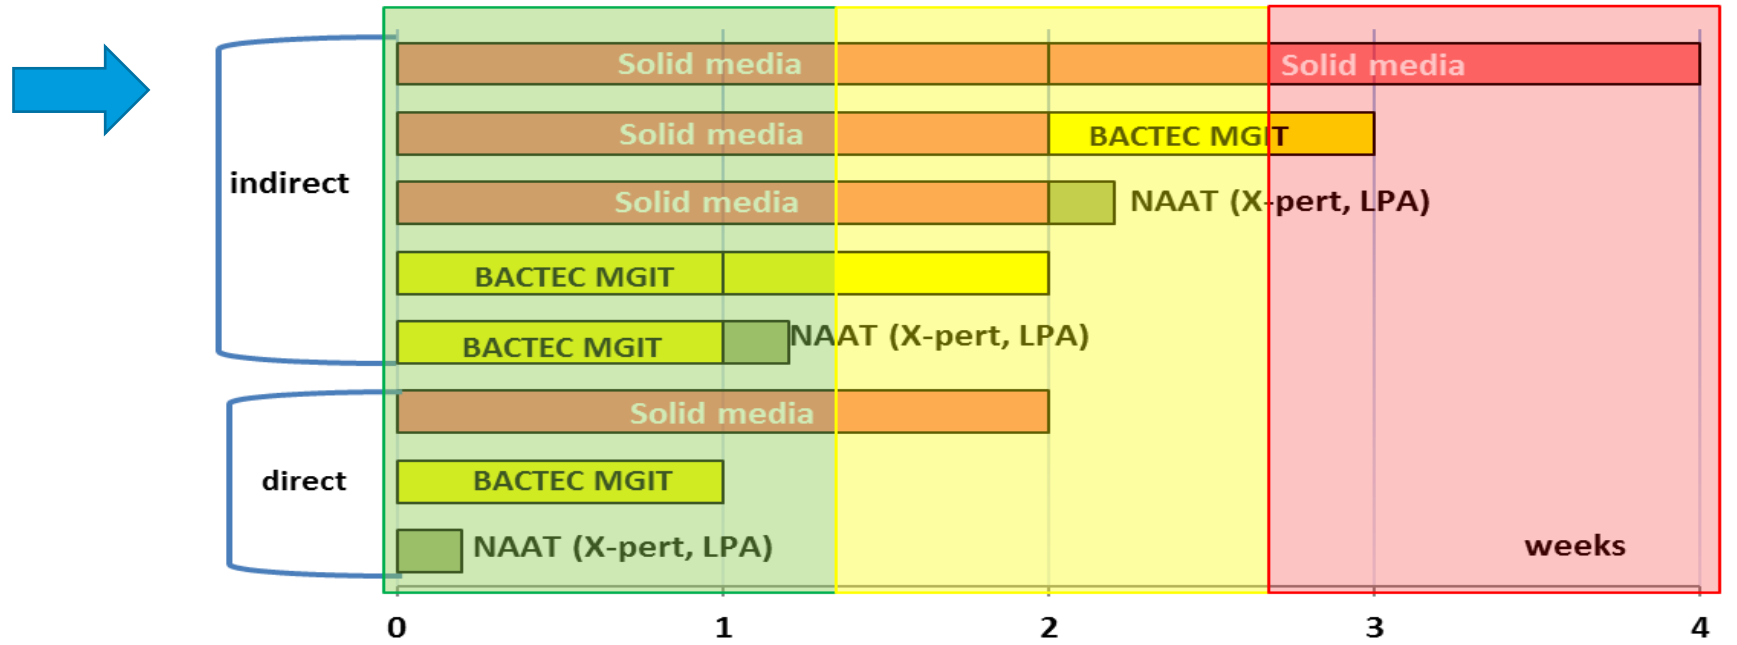 Solid media Solid media
Solid media BACTEC MGIT
indirect
Solid media NAAT (X-pert, LPA)
BACTEC MGIT
BACTEC MGIT NAAT (X-pert, LPA)
Solid media
direct
BACTEC MGIT
NAAT (X-pert, LPA)
weeks
0 1 2 3 4